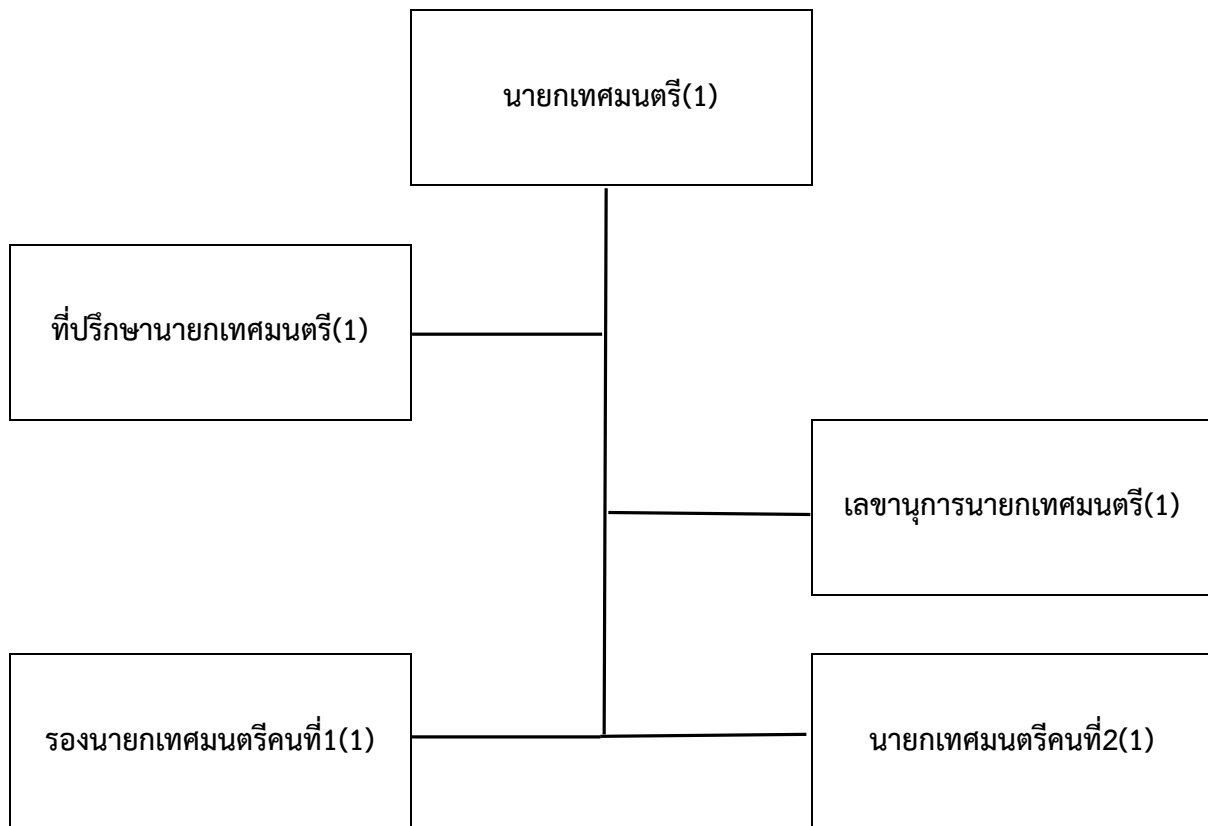 นายกเทศมนตรี(1)
ที่ปรึกษานายกเทศมนตรี(1)
เลขานุการนายกเทศมนตรี(1)
รองนายกเทศมนตรีคนที่1(1)
นายกเทศมนตรีคนที่2(1)